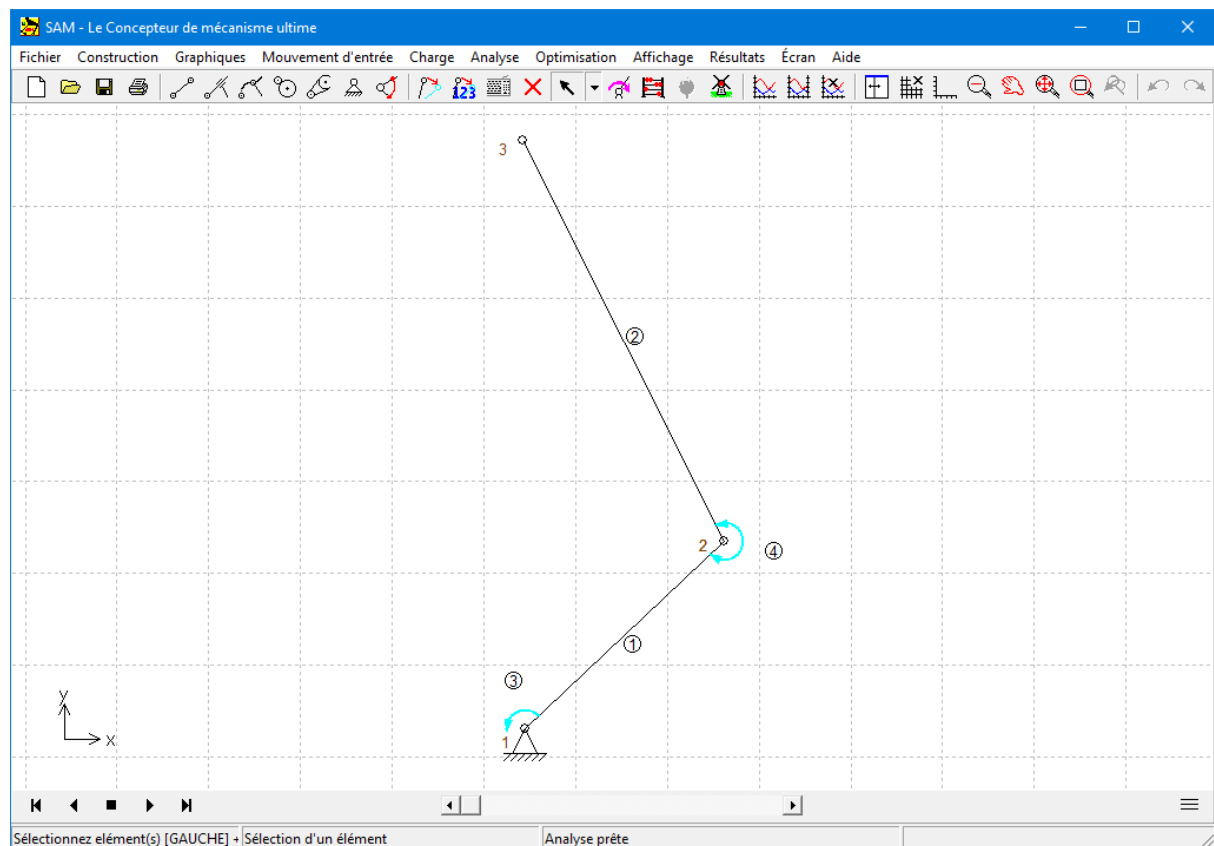 SAM - Le Concepteur de mécanisme ultime
Fichier Construction Graphiques Mouvement d'entrée Charge Analyse Optimisation Affichage Résultats Écran Aide
123
3
2
2
4
1
3
1
y
x
Sélectionnez elément(s) [GAUCHE] + Sélection d'un élément Analyse prête